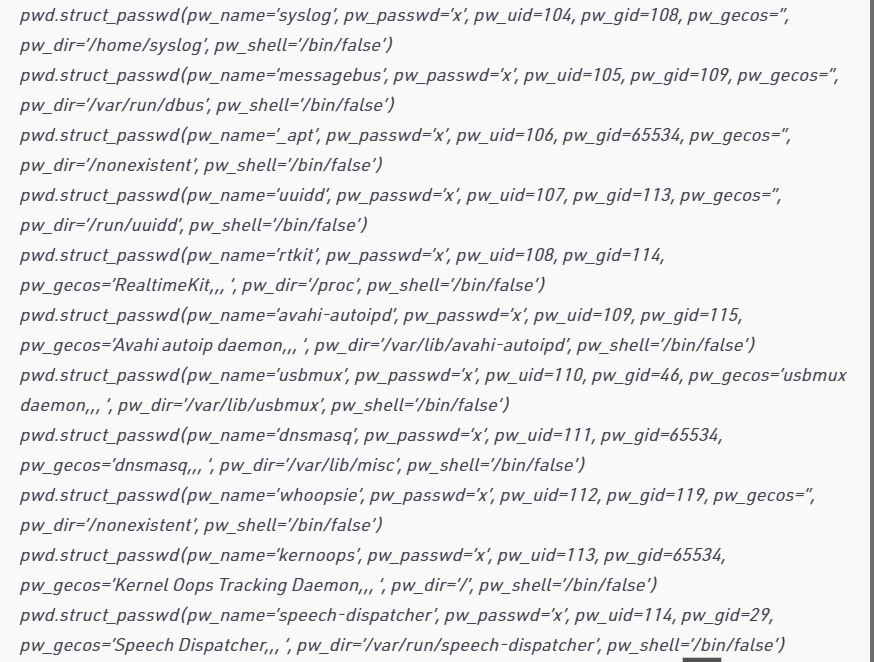 pwd.struct_passwd(pw_name='syslog', pw_passwd='x', pw_uid=104, pw_gid=108, pw_gecos='',
pw_dir='/home/syslog', pw_shell='/bin/false')
pwd.struct_passwd(pw_name='messagebus', pw_passwd='x', pw_uid=105, pw_gid=109, pw_gecos='',
pw_dir='/var/run/dbus', pw_shell='/bin/false')
pwd.struct_passwd(pw_name='_apt', pw_passwd='x', pw_uid=106, pw_gid=65534, pw_gecos='',
pw_dir='/nonexistent', pw_shell='/bin/false')
pwd.struct_passwd(pw_name='uuidd', pw_passwd='x', pw_uid=107, pw_gid=113, pw_gecos='',
pw_dir='/run/uuidd', pw_shell='/bin/false')
pwd.struct_passwd(pw_name='rtkit', pw_passwd='x', pw_uid=108, pw_gid=114,
pw_gecos='RealtimeKit,,, ', pw_dir='/proc', pw_shell='/bin/false')
pwd.struct_passwd(pw_name='avahi-autoipd', pw_passwd='x', pw_uid=109, pw_gid=115,
pw_gecos='Avahi autoip daemon,,, ', pw_dir='/var/lib/avahi-autoipd', pw_shell='/bin/false')
pwd.struct_passwd(pw_name='usbmux', pw_passwd='x', pw_uid=110, pw_gid=46, pw_gecos='usbmux
daemon,,, ', pw_dir='/var/lib/usbmux', pw_shell='/bin/false')
pwd.struct_passwd(pw_name='dnsmasq', pw_passwd='x', pw_uid=111, pw_gid=65534,
pw_gecos='dnsmasq,,, ', pw_dir='/var/lib/misc', pw_shell='/bin/false')
pwd.struct_passwd(pw_name='whoopsie', pw_passwd='x', pw_uid=112, pw_gid=119, pw_gecos='',
pw_dir='/nonexistent', pw_shell='/bin/false')
pwd.struct_passwd(pw_name='kernoops', pw_passwd='x', pw_uid=113, pw_gid=65534,
pw_gecos='Kernel Oops Tracking Daemon,,, ', pw_dir='/', pw_shell='/bin/false')
pwd.struct_passwd(pw_name='speech-dispatcher', pw_passwd='x', pw_uid=114, pw_gid=29,
pw_gecos='Speech Dispatcher,,, ', pw_dir='/var/run/speech-dispatcher', pw_shell='/bin/false')